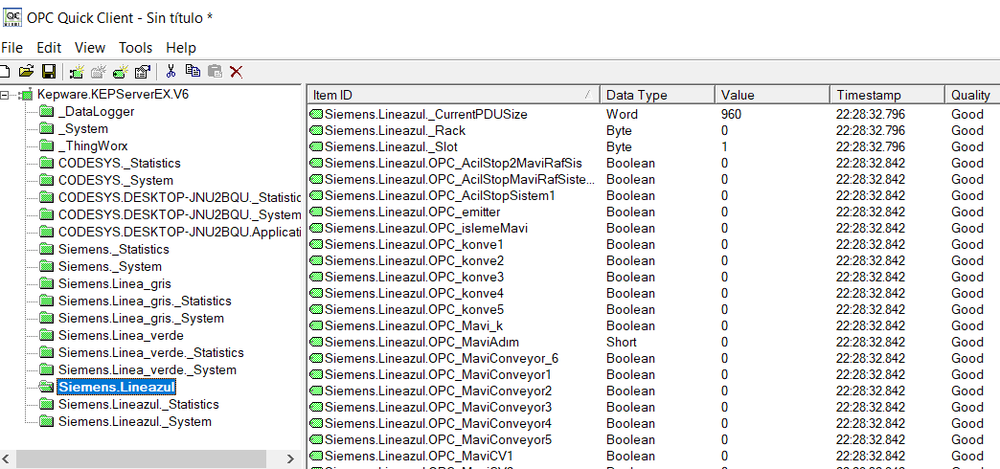 OPC Quick Client - Sin título *
File Edit View Tools Help
Kepware.KEPServerEX.V6
_DataLogger
_System
_ThingWorx
CODESYS._Statistics
CODESYS._System
CODESYS.DESKTOP-JNU2BQU._Statistic
CODESYS.DESKTOP-JNU2BQU._System
CODESYS.DESKTOP-JNU2BQU.Applicati
Siemens._Statistics
Siemens._System
Siemens.Linea_gris
Siemens.Linea_gris._Statistics
Siemens.Linea_gris._System
Siemens.Linea_verde
Siemens.Linea_verde._Statistics
Siemens.Linea_verde._System
Siemens.Lineazul
Siemens.Lineazul._Statistics
Siemens.Lineazul._System
Item ID Data Type Value Timestamp Quality
Siemens.Lineazul._CurrentPDUSize Word 960 22:28:32.796 Good
Siemens.Lineazul._Rack Byte 0 22:28:32.796 Good
Siemens.Lineazul._Slot Byte 1 22:28:32.796 Good
Siemens.Lineazul.OPC_AcilStop2MaviRafSis Boolean 0 22:28:32.842 Good
Siemens.Lineazul.OPC_AcilStopMaviRafSiste... Boolean 0 22:28:32.842 Good
Siemens.Lineazul.OPC_AcilStopSistem1 Boolean 0 22:28:32.842 Good
Siemens.Lineazul.OPC_emitter Boolean 0 22:28:32.842 Good
Siemens.Lineazul.OPC_islemeMavi Boolean 0 22:28:32.842 Good
Siemens.Lineazul.OPC_konve1 Boolean 0 22:28:32.842 Good
Siemens.Lineazul.OPC_konve2 Boolean 0 22:28:32.842 Good
Siemens.Lineazul.OPC_konve3 Boolean 0 22:28:32.842 Good
Siemens.Lineazul.OPC_konve4 Boolean 0 22:28:32.842 Good
Siemens.Lineazul.OPC_konve5 Boolean 0 22:28:32.842 Good
Siemens.Lineazul.OPC_Mavi_k Boolean 0 22:28:32.842 Good
Siemens.Lineazul.OPC_MaviAdım Short 0 22:28:32.842 Good
Siemens.Lineazul.OPC_MaviConveyor_6 Boolean 0 22:28:32.842 Good
Siemens.Lineazul.OPC_MaviConveyor1 Boolean 0 22:28:32.842 Good
Siemens.Lineazul.OPC_MaviConveyor2 Boolean 0 22:28:32.842 Good
Siemens.Lineazul.OPC_MaviConveyor3 Boolean 0 22:28:32.842 Good
Siemens.Lineazul.OPC_MaviConveyor4 Boolean 0 22:28:32.842 Good
Siemens.Lineazul.OPC_MaviConveyor5 Boolean 0 22:28:32.842 Good
Siemens.Lineazul.OPC_MaviCV1 Boolean 0 22:28:32.842 Good